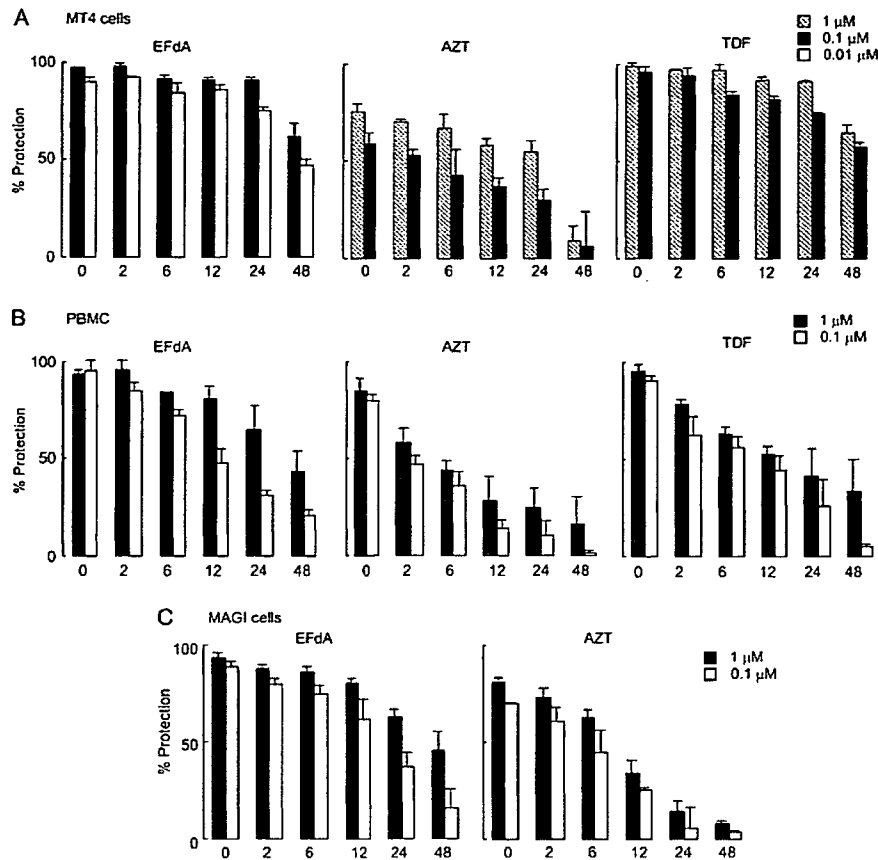 A MT4 cells
1 μM
0.1 μM
0.01 μM
EFdA AZT TDF
100
50
0
% Protection
0 2 6 12 24 48 0 2 6 12 24 48 0 2 6 12 24 48
B PBMC
1 μM
0.1 μM
EFdA AZT TDF
100
50
0
% Protection
0 2 6 12 24 48 0 2 6 12 24 48 0 2 6 12 24 48
C MAGI cells
EFdA AZT
1 μM
0.1 μM
100
50
0
% Protection
0 2 6 12 24 48 0 2 6 12 24 48